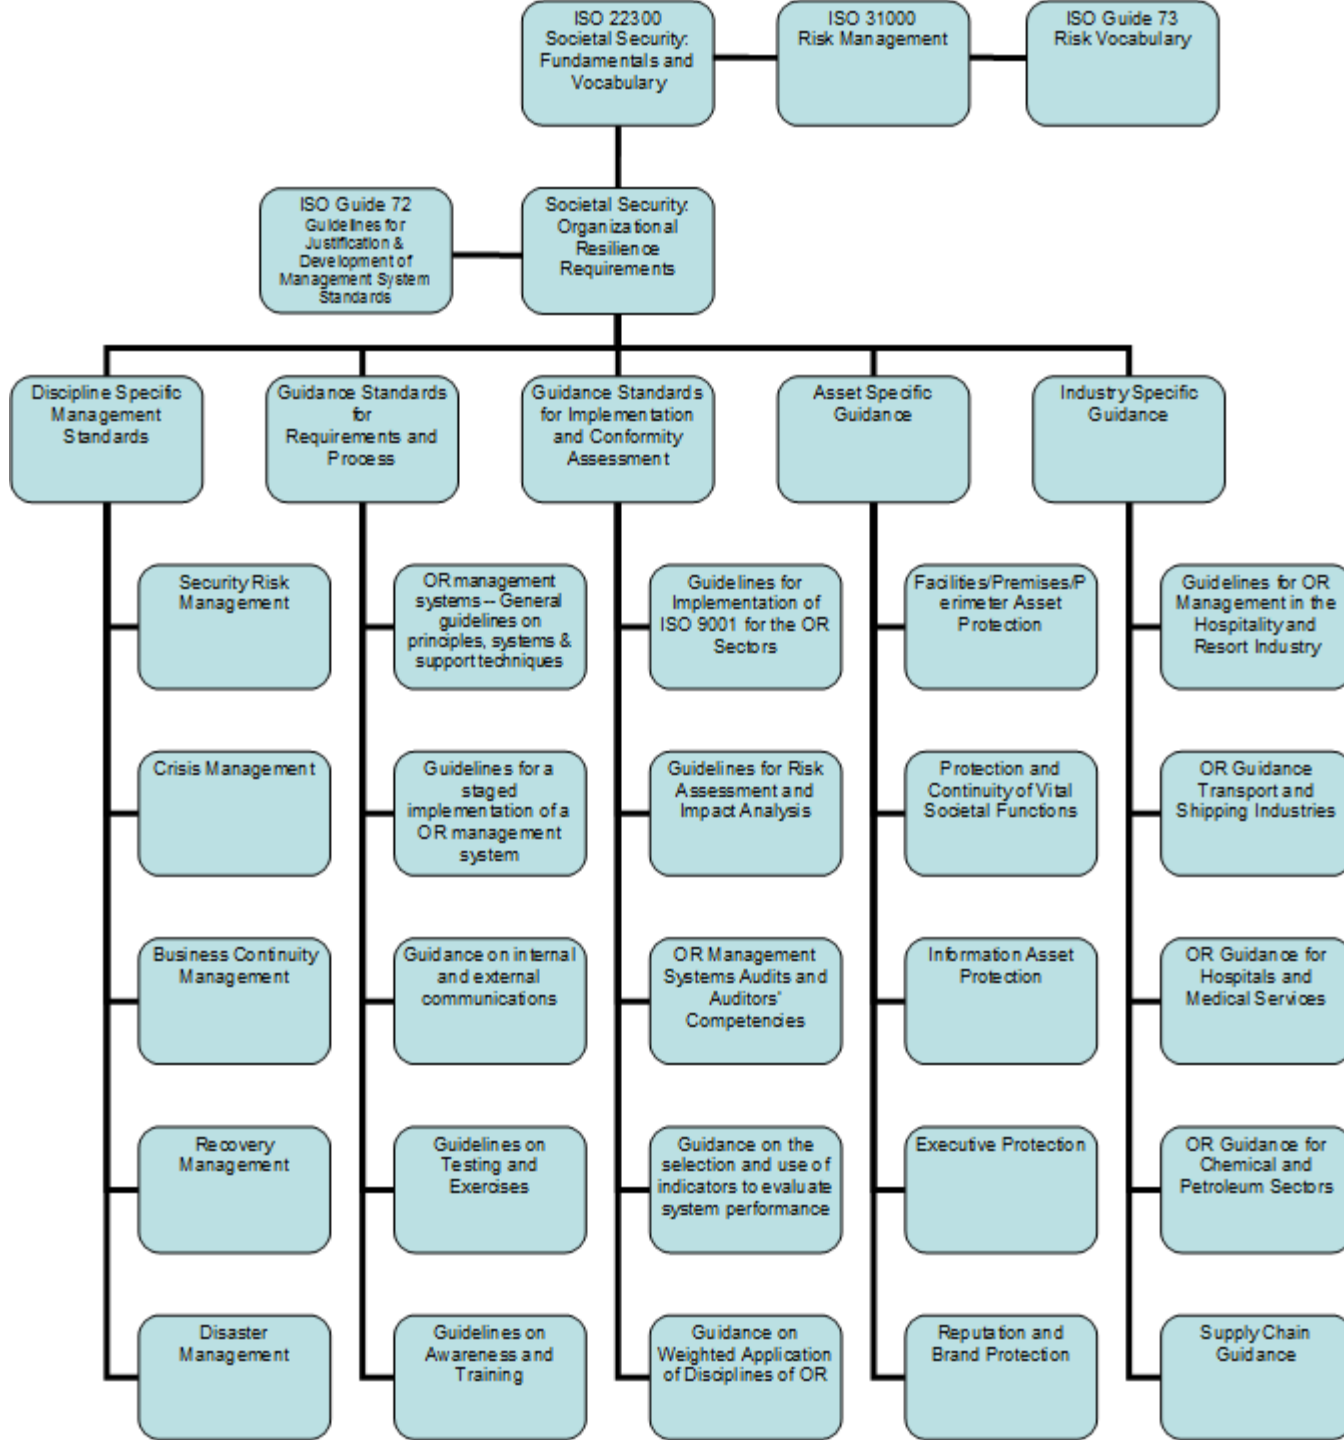 ISO 22300
Societal Security:
Fundamentals and
Vocabulary
ISO 31000
Risk Management
ISO Guide 73
Risk Vocabulary
ISO Guide 72
Guidelines for
Justification &
Development of
Management System
Standards
Societal Security:
Organizational
Resilience
Requirements
Discipline Specific
Management
Standards
Guidance Standards
for
Requirements and
Process
Guidance Standards
for Implementation
and Conformity
Assessment
Asset Specific
Guidance
Industry Specific
Guidance
Security Risk
Management
OR management
systems -- General
guidelines on
principles, systems &
support techniques
Guidelines for
Implementation of
ISO 9001 for the OR
Sectors
Facilities/Premises/P
erimeter Asset
Protection
Guidelines for OR
Management in the
Hospitality and
Resort Industry
Crisis Management
Guidelines for a
staged
implementation of a
OR management
system
Guidelines for Risk
Assessment and
Impact Analysis
Protection and
Continuity of Vital
Societal Functions
OR Guidance
Transport and
Shipping Industries
Business Continuity
Management
Guidance on internal
and external
communications
OR Management
Systems Audits and
Auditors'
Competencies
Information Asset
Protection
OR Guidance for
Hospitals and
Medical Services
Recovery
Management
Guidelines on
Testing and
Exercises
Guidance on the
selection and use of
indicators to evaluate
system performance
Executive Protection
OR Guidance for
Chemical and
Petroleum Sectors
Disaster
Management
Guidelines on
Awareness and
Training
Guidance on
Weighted Application
of Disciplines of OR
Reputation and
Brand Protection
Supply Chain
Guidance